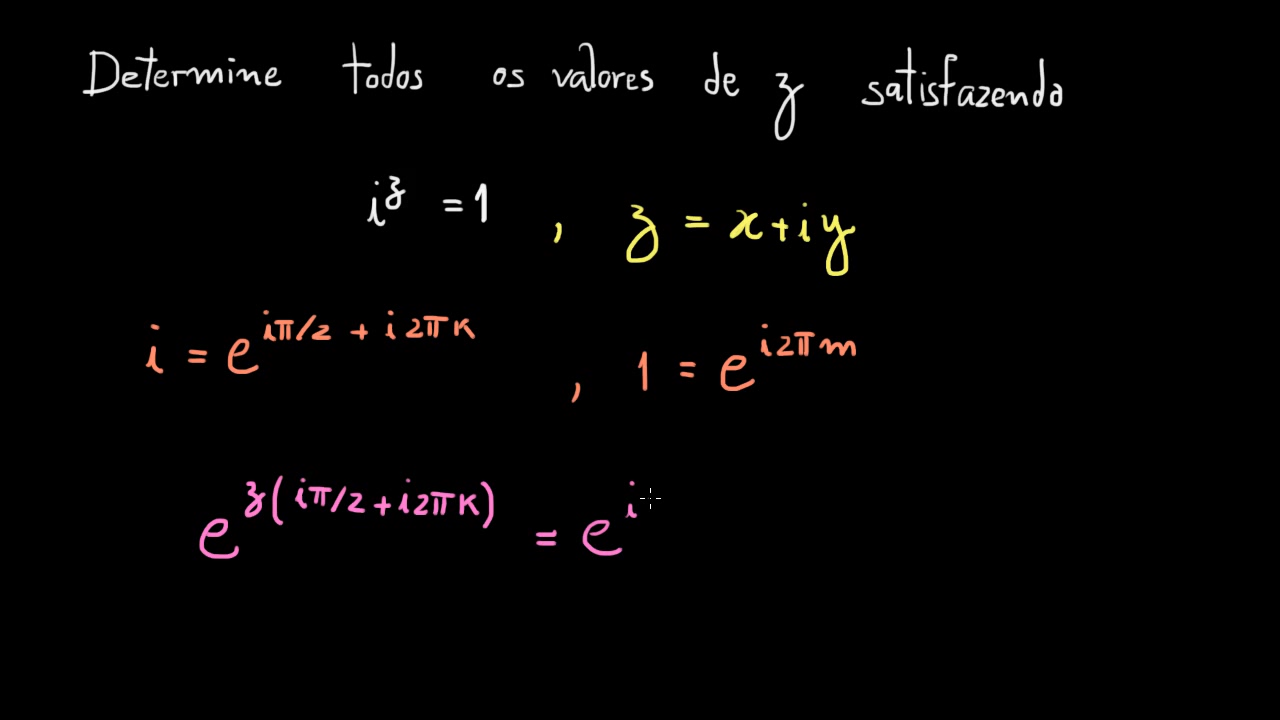 Determine todos os valores de z satisfazendo
i^z = 1 , z = x+iy
i = e^{iπ/2 + i2πk} , 1 = e^{i2πm}
e^{z(iπ/2+i2πk)} = e^{i